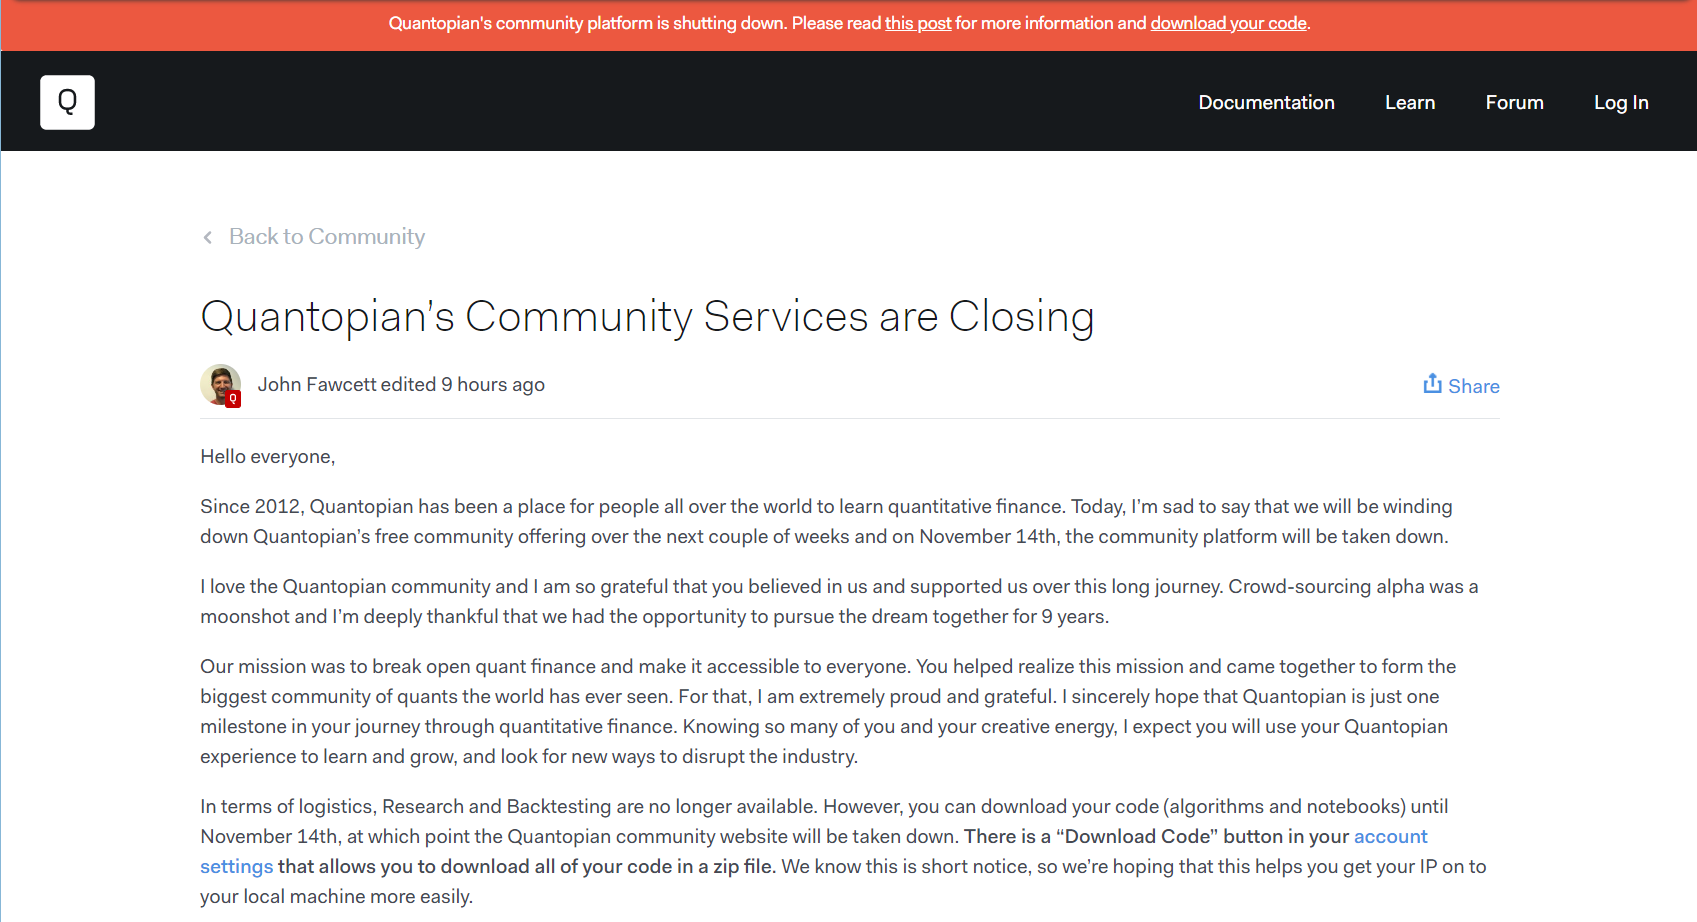 Quantopian's community platform is shutting down. Please read this post for more information and download your code.
Q
Documentation
Learn
Forum
Log In
Back to Community
Quantopian’s Community Services are Closing
Q
John Fawcett edited 9 hours ago
Share
Hello everyone,
Since 2012, Quantopian has been a place for people all over the world to learn quantitative finance. Today, I’m sad to say that we will be winding
down Quantopian’s free community offering over the next couple of weeks and on November 14th, the community platform will be taken down.
I love the Quantopian community and I am so grateful that you believed in us and supported us over this long journey. Crowd-sourcing alpha was a
moonshot and I’m deeply thankful that we had the opportunity to pursue the dream together for 9 years.
Our mission was to break open quant finance and make it accessible to everyone. You helped realize this mission and came together to form the
biggest community of quants the world has ever seen. For that, I am extremely proud and grateful. I sincerely hope that Quantopian is just one
milestone in your journey through quantitative finance. Knowing so many of you and your creative energy, I expect you will use your Quantopian
experience to learn and grow, and look for new ways to disrupt the industry.
In terms of logistics, Research and Backtesting are no longer available. However, you can download your code (algorithms and notebooks) until
November 14th, at which point the Quantopian community website will be taken down. There is a “Download Code” button in your account
settings that allows you to download all of your code in a zip file. We know this is short notice, so we’re hoping that this helps you get your IP on to
your local machine more easily.